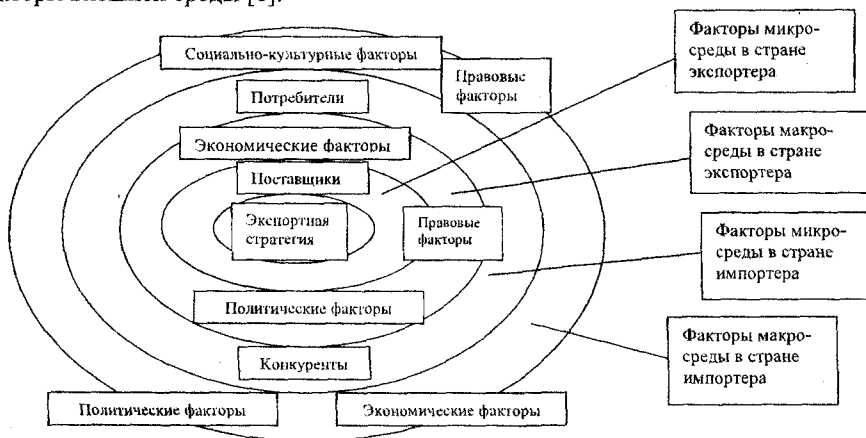 внешней среды
Социально-культурные факторы
Правовые
факторы
Потребители
Экономические факторы
Поставщики
Экспортная
стратегия
Правовые
факторы
Политические факторы
Конкуренты
Политические факторы
Экономические факторы
Факторы микро-
среды в стране
экспортера
Факторы макро-
среды в стране
экспортера
Факторы микро-
среды в стране
импортера
Факторы макро-
среды в стране
импортера